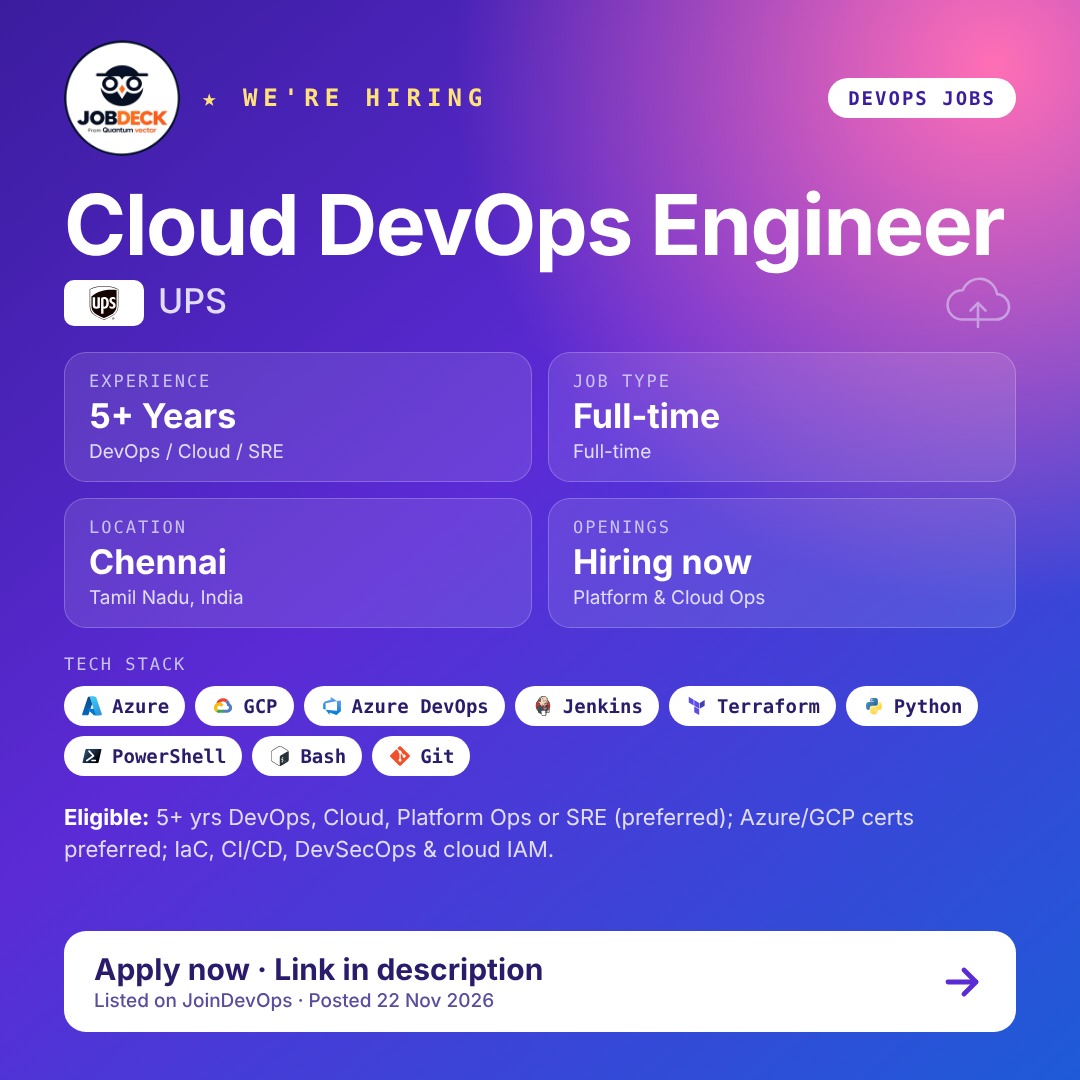 JOBDECK
From Quantum vector
★ WE'RE HIRING
DEVOPS JOBS
Cloud DevOps Engineer
ups UPS
EXPERIENCE
5+ Years
DevOps / Cloud / SRE
JOB TYPE
Full-time
Full-time
LOCATION
Chennai
Tamil Nadu, India
OPENINGS
Hiring now
Platform & Cloud Ops
TECH STACK
Azure GCP Azure DevOps Jenkins Terraform Python
PowerShell Bash Git
Eligible: 5+ yrs DevOps, Cloud, Platform Ops or SRE (preferred); Azure/GCP certs
preferred; IaC, CI/CD, DevSecOps & cloud IAM.
Apply now · Link in description
Listed on JoinDevOps · Posted 22 Nov 2026